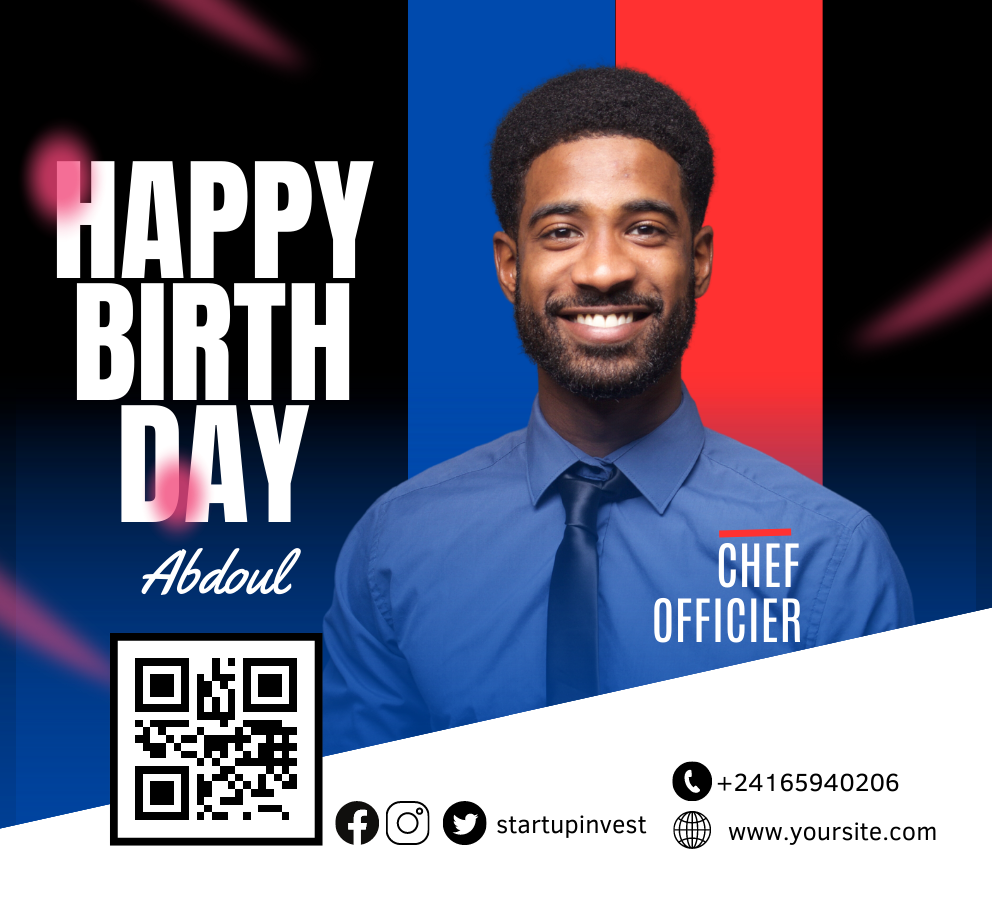 HAPPY
BIRTH
DAY
Abdoul
CHEF
OFFICIER
+24165940206
startupinvest
www.yoursite.com